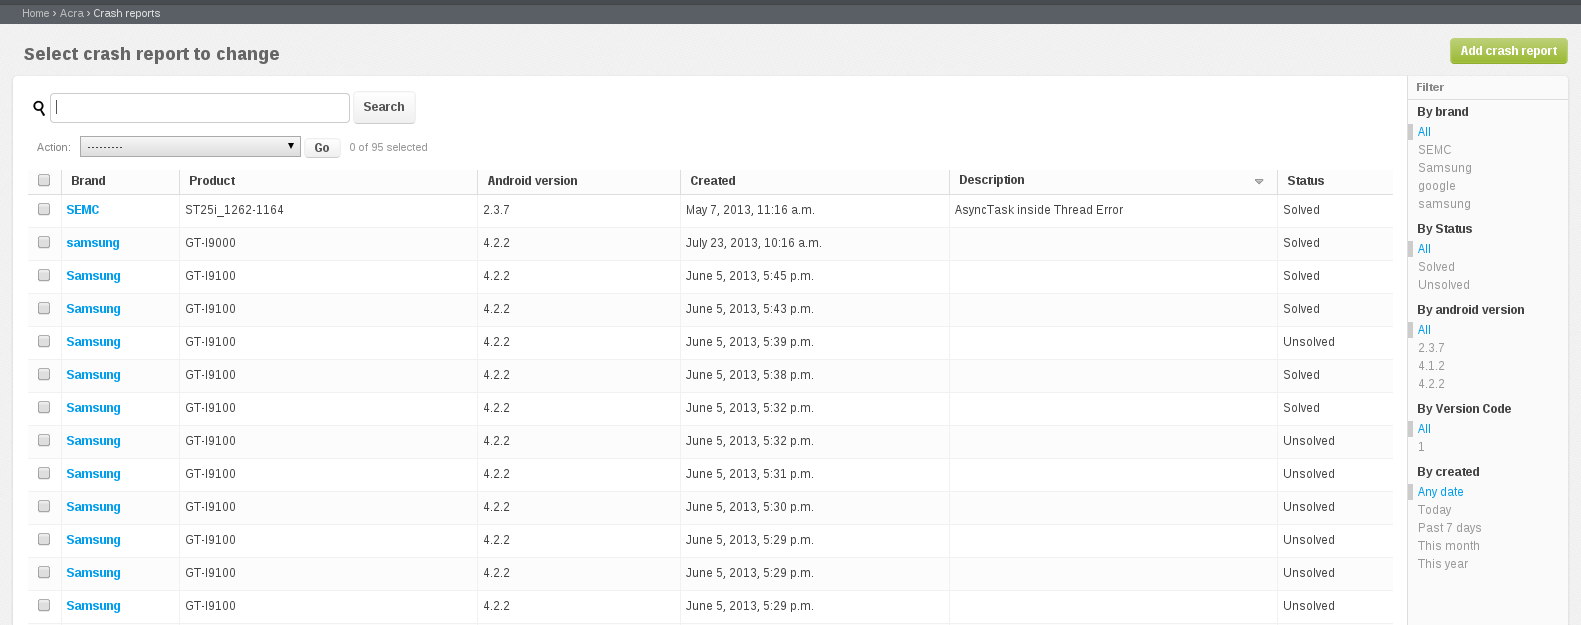 Home › Acra › Crash reports
Select crash report to change
Add crash report
Search
Action: --------- Go 0 of 95 selected
Brand Product Android version Created Description Status
SEMC ST25i_1262-1164 2.3.7 May 7, 2013, 11:16 a.m. AsyncTask inside Thread Error Solved
samsung GT-I9000 4.2.2 July 23, 2013, 10:16 a.m. Solved
Samsung GT-I9100 4.2.2 June 5, 2013, 5:45 p.m. Solved
Samsung GT-I9100 4.2.2 June 5, 2013, 5:43 p.m. Solved
Samsung GT-I9100 4.2.2 June 5, 2013, 5:39 p.m. Unsolved
Samsung GT-I9100 4.2.2 June 5, 2013, 5:38 p.m. Solved
Samsung GT-I9100 4.2.2 June 5, 2013, 5:32 p.m. Solved
Samsung GT-I9100 4.2.2 June 5, 2013, 5:32 p.m. Unsolved
Samsung GT-I9100 4.2.2 June 5, 2013, 5:31 p.m. Unsolved
Samsung GT-I9100 4.2.2 June 5, 2013, 5:30 p.m. Unsolved
Samsung GT-I9100 4.2.2 June 5, 2013, 5:29 p.m. Unsolved
Samsung GT-I9100 4.2.2 June 5, 2013, 5:29 p.m. Unsolved
Samsung GT-I9100 4.2.2 June 5, 2013, 5:29 p.m. Unsolved
Filter
By brand
All
SEMC
Samsung
google
samsung
By Status
All
Solved
Unsolved
By android version
All
2.3.7
4.1.2
4.2.2
By Version Code
All
1
By created
Any date
Today
Past 7 days
This month
This year